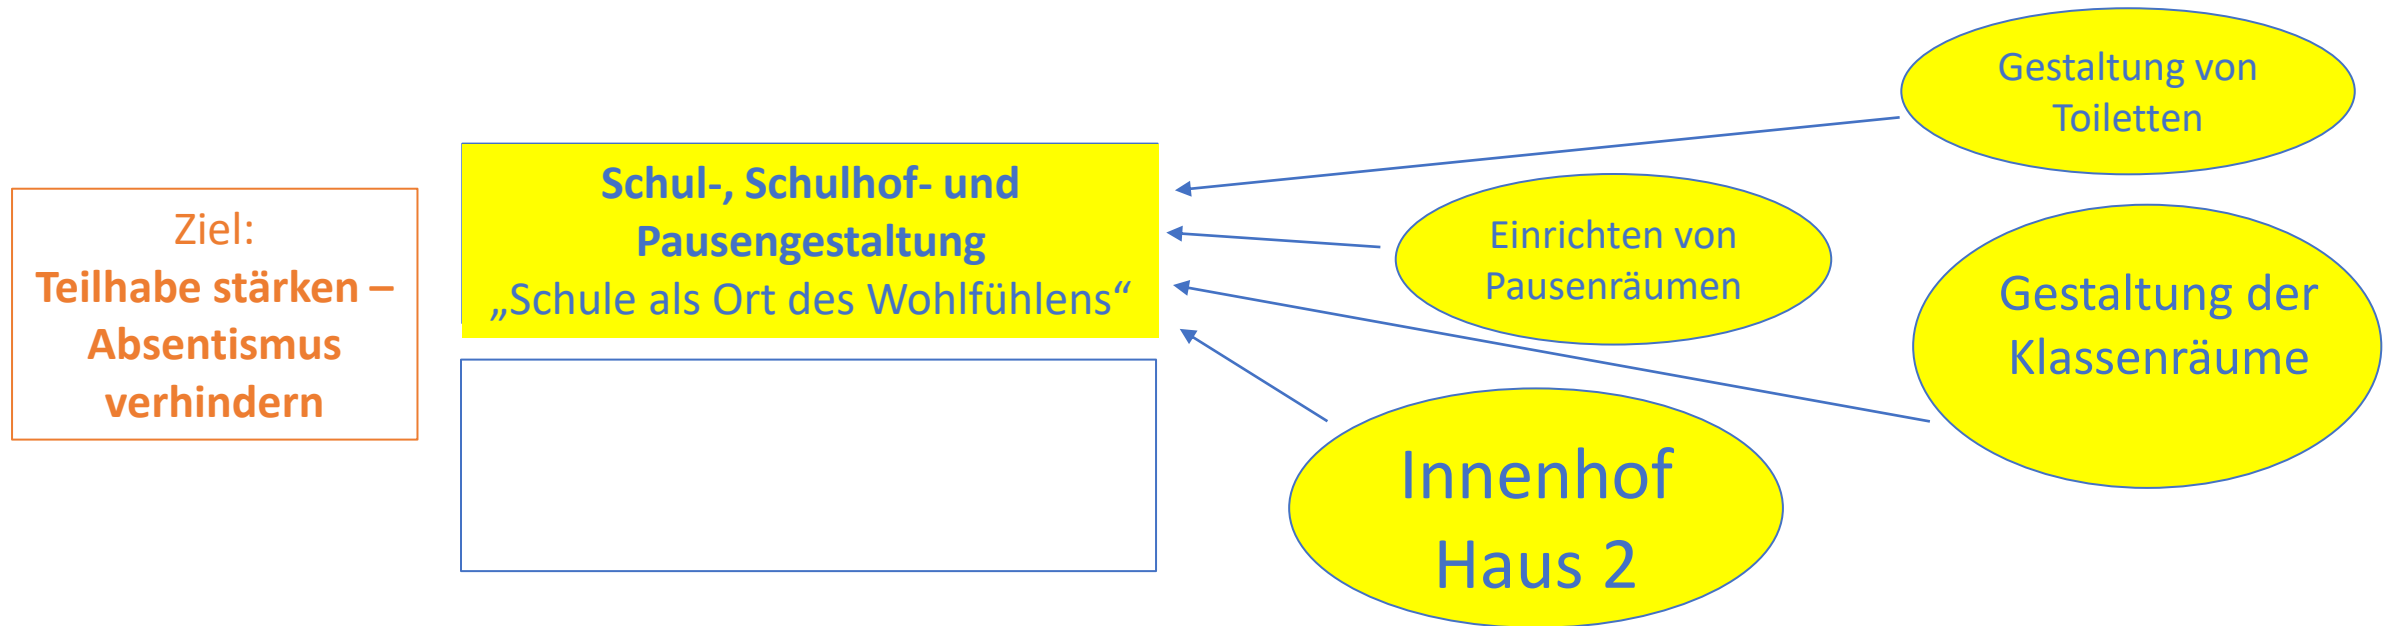 Ziel:
Teilhabe stärken –
Absentismus
verhindern
Schul-, Schulhof- und
Pausengestaltung
„Schule als Ort des Wohlfühlens“
Gestaltung von
Toiletten
Einrichten von
Pausenräumen
Gestaltung der
Klassenräume
Innenhof
Haus 2